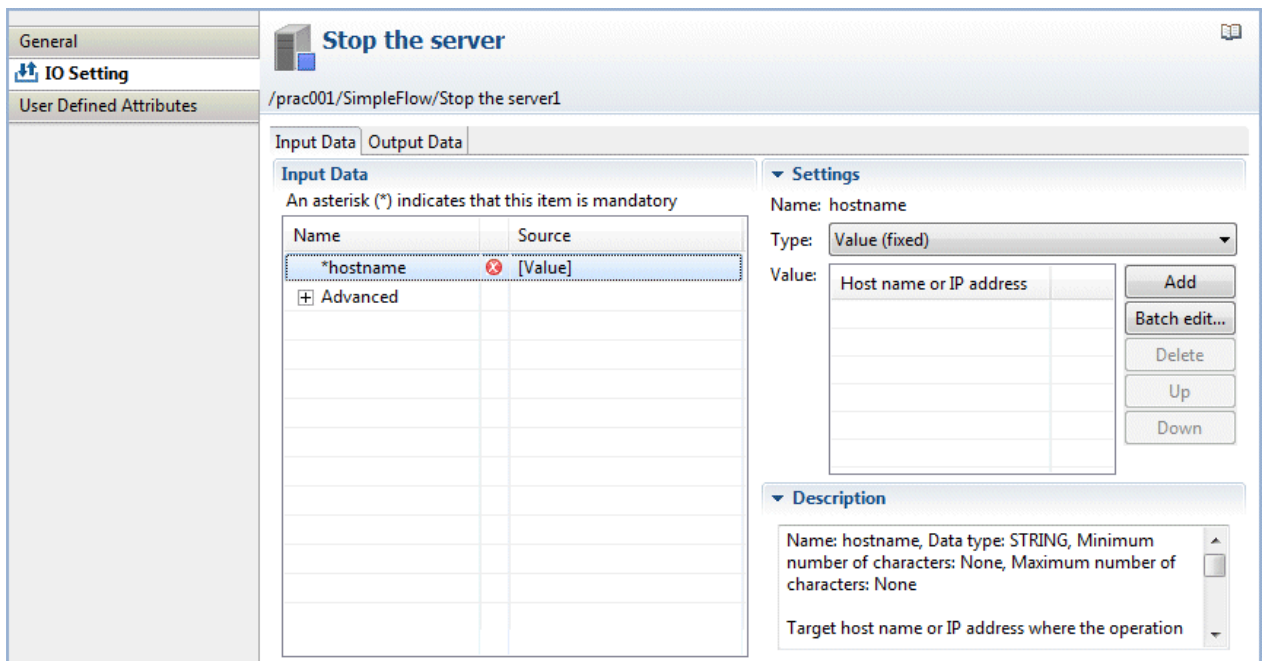 General
IO Setting
User Defined Attributes
Stop the server
/prac001/SimpleFlow/Stop the server1
Input Data Output Data
Input Data
An asterisk (*) indicates that this item is mandatory
Name Source
*hostname [Value]
Advanced
Settings
Name: hostname
Type: Value (fixed)
Value: Host name or IP address
Add
Batch edit...
Delete
Up
Down
Description
Name: hostname, Data type: STRING, Minimum
number of characters: None, Maximum number of
characters: None
Target host name or IP address where the operation